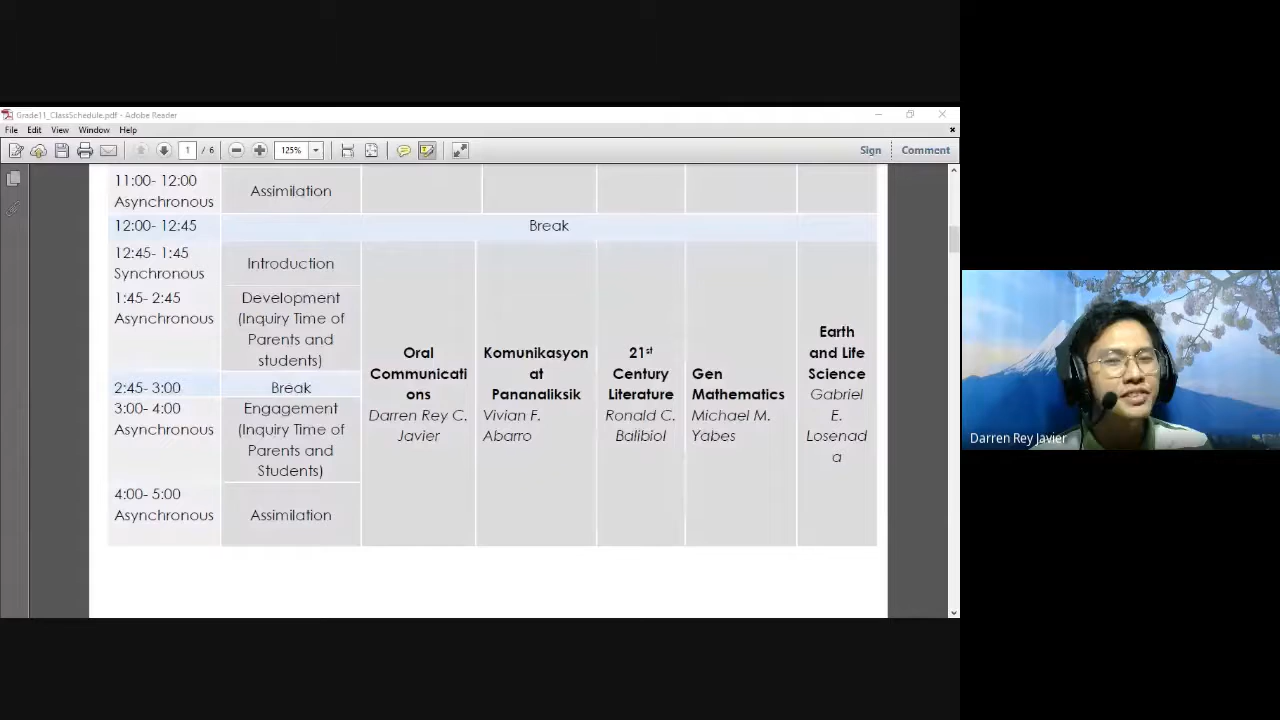 Grade11_ClassSchedule.pdf - Adobe Reader
File Edit View Window Help
1 / 6 125% Sign Comment
11:00- 12:00
Asynchronous
Assimilation
12:00- 12:45
Break
12:45- 1:45
Synchronous
Introduction
1:45- 2:45
Asynchronous
Development
(Inquiry Time of
Parents and
students)
2:45- 3:00
Break
3:00- 4:00
Asynchronous
Engagement
(Inquiry Time of
Parents and
Students)
4:00- 5:00
Asynchronous
Assimilation
Oral
Communicati
ons
Darren Rey C.
Javier
Komunikasyon
at
Pananaliksik
Vivian F.
Abarro
21st
Century
Literature
Ronald C.
Balibiol
Gen
Mathematics
Michael M.
Yabes
Earth
and Life
Science
Gabriel
E.
Losenad
a
Darren Rey Javier